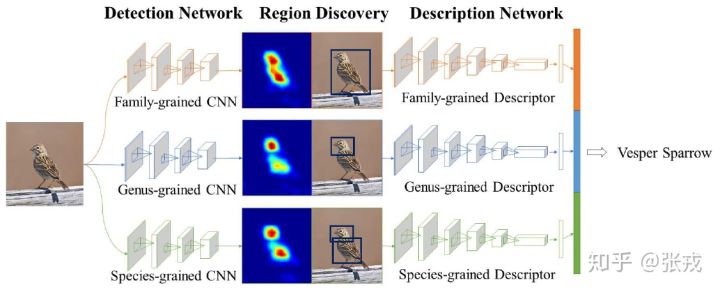 Detection Network Region Discovery Description Network
Family-grained CNN Family-grained Descriptor
Genus-grained CNN Genus-grained Descriptor
Vesper Sparrow
Species-grained CNN Species-grained Descriptor
知乎 @张戎